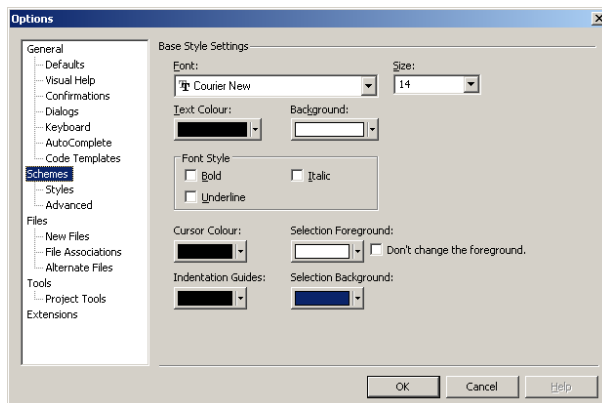 Options
General
Defaults
Visual Help
Confirmations
Dialogs
Keyboard
AutoComplete
Code Templates
Schemes
Styles
Advanced
Files
New Files
File Associations
Alternate Files
Tools
Project Tools
Extensions
Base Style Settings
Font: Size:
Courier New 14
Text Colour: Background:
Font Style
Bold Italic
Underline
Cursor Colour: Selection Foreground:
Don't change the foreground.
Indentation Guides: Selection Background:
OK Cancel Help